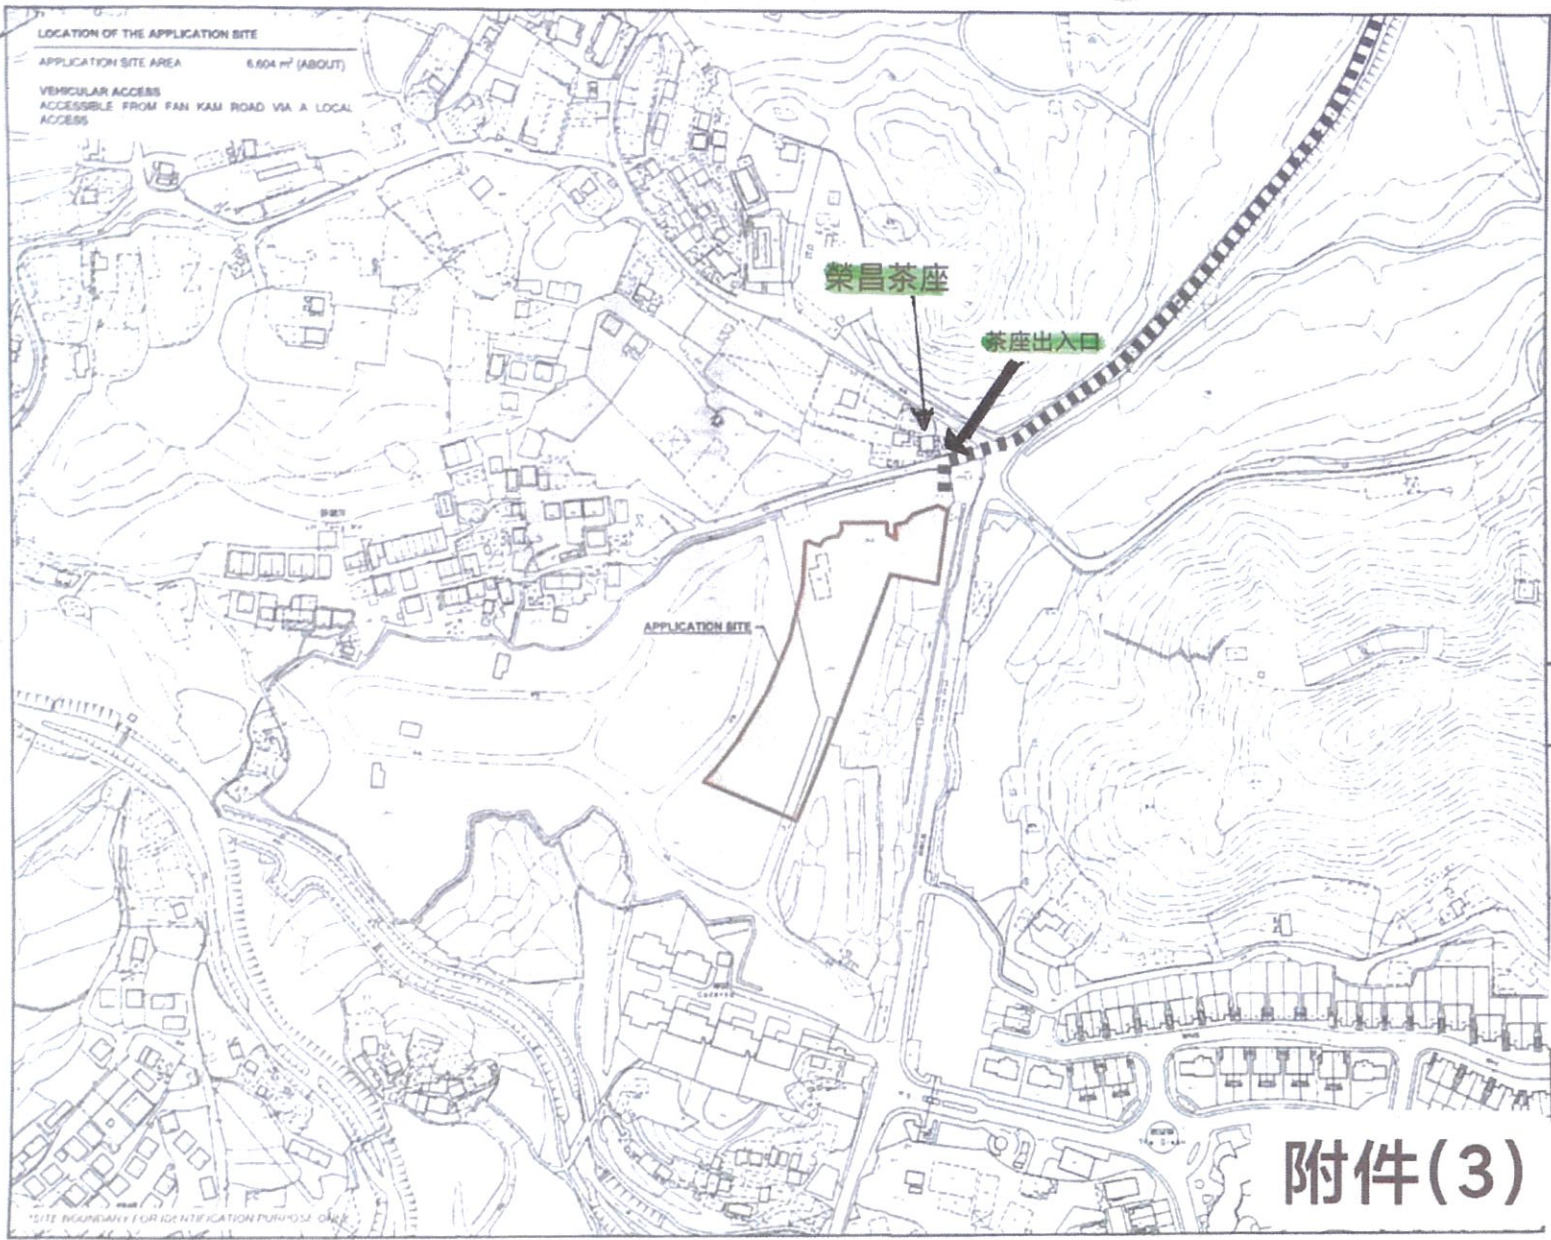 LOCATION OF THE APPLICATION SITE
APPLICATION SITE AREA 6,604 m² (ABOUT)
VEHICULAR ACCESS
ACCESSIBLE FROM FAN KAM ROAD VIA A LOCAL
ACCESS
榮昌茶座
茶座出入口
APPLICATION SITE
附件(3)
*SITE BOUNDARY FOR IDENTIFICATION PURPOSE ONLY